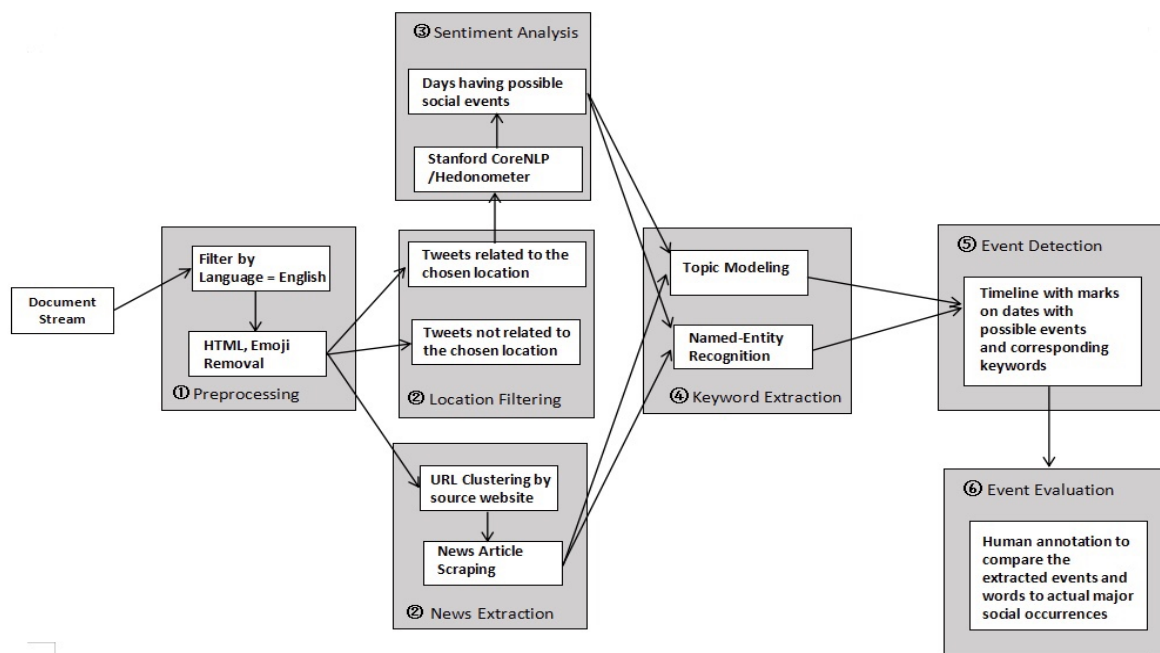 ③ Sentiment Analysis
Days having possible
social events
Stanford CoreNLP
/Hedonometer
Document
Stream
Filter by
Language = English
HTML, Emoji
Removal
① Preprocessing
Tweets related to the
chosen location
Tweets not related to
the chosen location
② Location Filtering
URL Clustering by
source website
News Article
Scraping
② News Extraction
Topic Modeling
Named-Entity
Recognition
④ Keyword Extraction
⑤ Event Detection
Timeline with marks
on dates with
possible events
and corresponding
keywords
⑥ Event Evaluation
Human annotation to
compare the
extracted events and
words to actual major
social occurrences